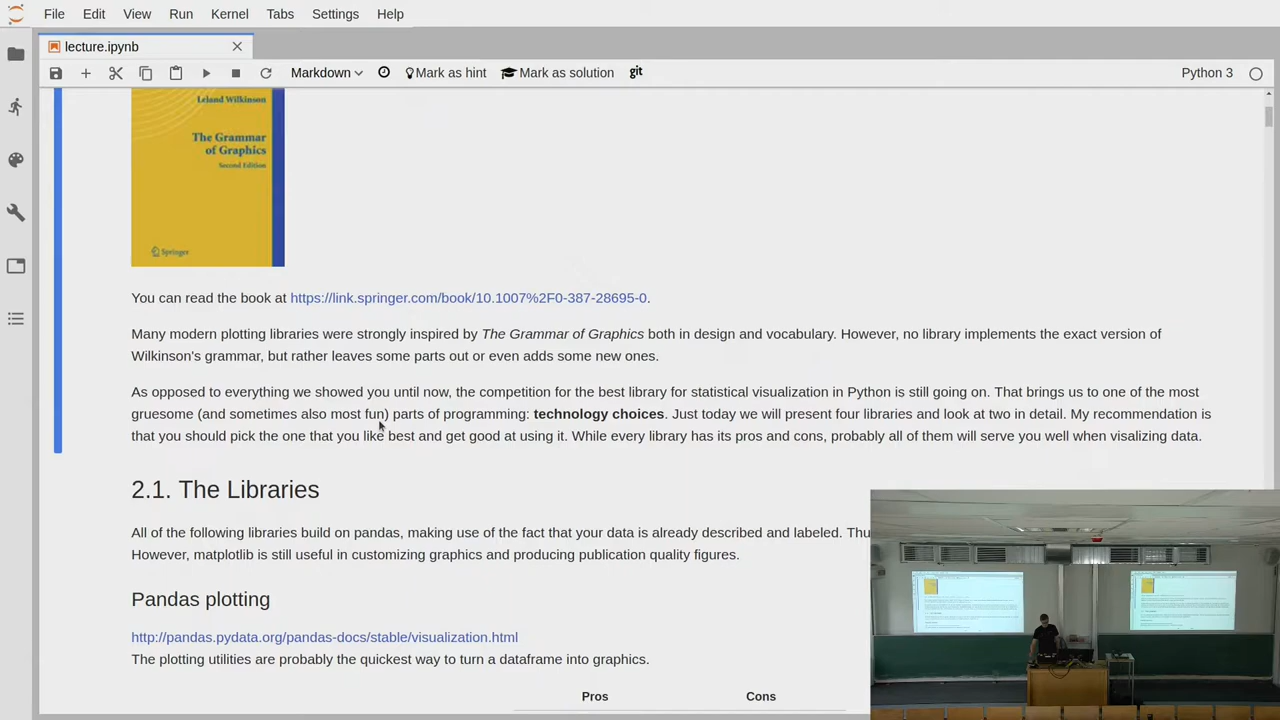 File Edit View Run Kernel Tabs Settings Help
lecture.ipynb
Markdown Mark as hint Mark as solution git Python 3
Leland Wilkinson
The Grammar
of Graphics
Second Edition
Springer
You can read the book at https://link.springer.com/book/10.1007%2F0-387-28695-0.
Many modern plotting libraries were strongly inspired by The Grammar of Graphics both in design and vocabulary. However, no library implements the exact version of
Wilkinson's grammar, but rather leaves some parts out or even adds some new ones.
As opposed to everything we showed you until now, the competition for the best library for statistical visualization in Python is still going on. That brings us to one of the most
gruesome (and sometimes also most fun) parts of programming: technology choices. Just today we will present four libraries and look at two in detail. My recommendation is
that you should pick the one that you like best and get good at using it. While every library has its pros and cons, probably all of them will serve you well when visalizing data.
2.1. The Libraries
All of the following libraries build on pandas, making use of the fact that your data is already described and labeled. Thu
However, matplotlib is still useful in customizing graphics and producing publication quality figures.
Pandas plotting
http://pandas.pydata.org/pandas-docs/stable/visualization.html
The plotting utilities are probably the quickest way to turn a dataframe into graphics.
Pros Cons